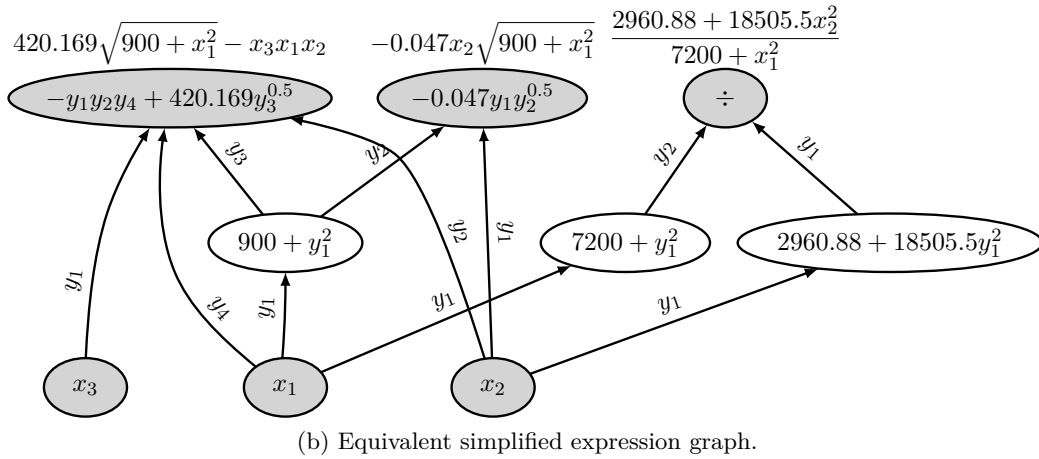 420.169√(900 + x₁²) − x₃x₁x₂
−0.047x₂√(900 + x₁²)
(2960.88 + 18505.5x₂²) / (7200 + x₁²)
−y₁y₂y₄ + 420.169y₃^0.5
−0.047y₁y₂^0.5
÷
y₃
y₂
y₂
y₁
900 + y₁²
7200 + y₁²
2960.88 + 18505.5y₁²
y₁
y₄
y₁
y₁
y₂
y₁
y₁
x₃
x₁
x₂
(b) Equivalent simplified expression graph.